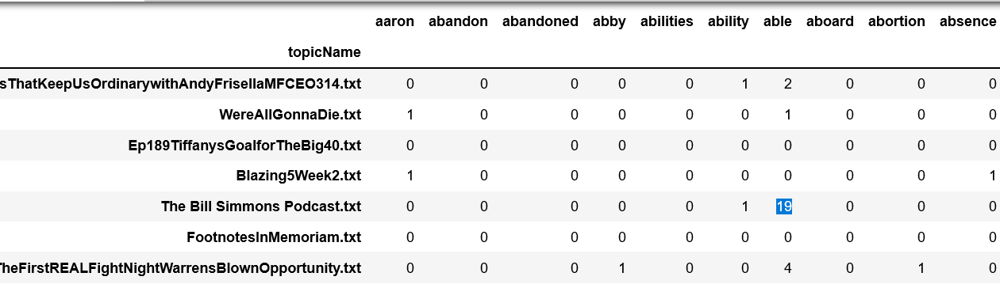 aaron abandon abandoned abby abilities ability able aboard abortion absence
topicName
sThatKeepUsOrdinarywithAndyFrisellaMFCEO314.txt 0 0 0 0 0 1 2 0 0 0
WereAllGonnaDie.txt 1 0 0 0 0 0 1 0 0 0
Ep189TiffanysGoalforTheBig40.txt 0 0 0 0 0 0 0 0 0 0
Blazing5Week2.txt 1 0 0 0 0 0 0 0 0 1
The Bill Simmons Podcast.txt 0 0 0 0 0 1 19 0 0 0
FootnotesInMemoriam.txt 0 0 0 0 0 0 0 0 0 0
TheFirstREALFightNightWarrensBlownOpportunity.txt 0 0 0 1 0 0 4 0 1 0